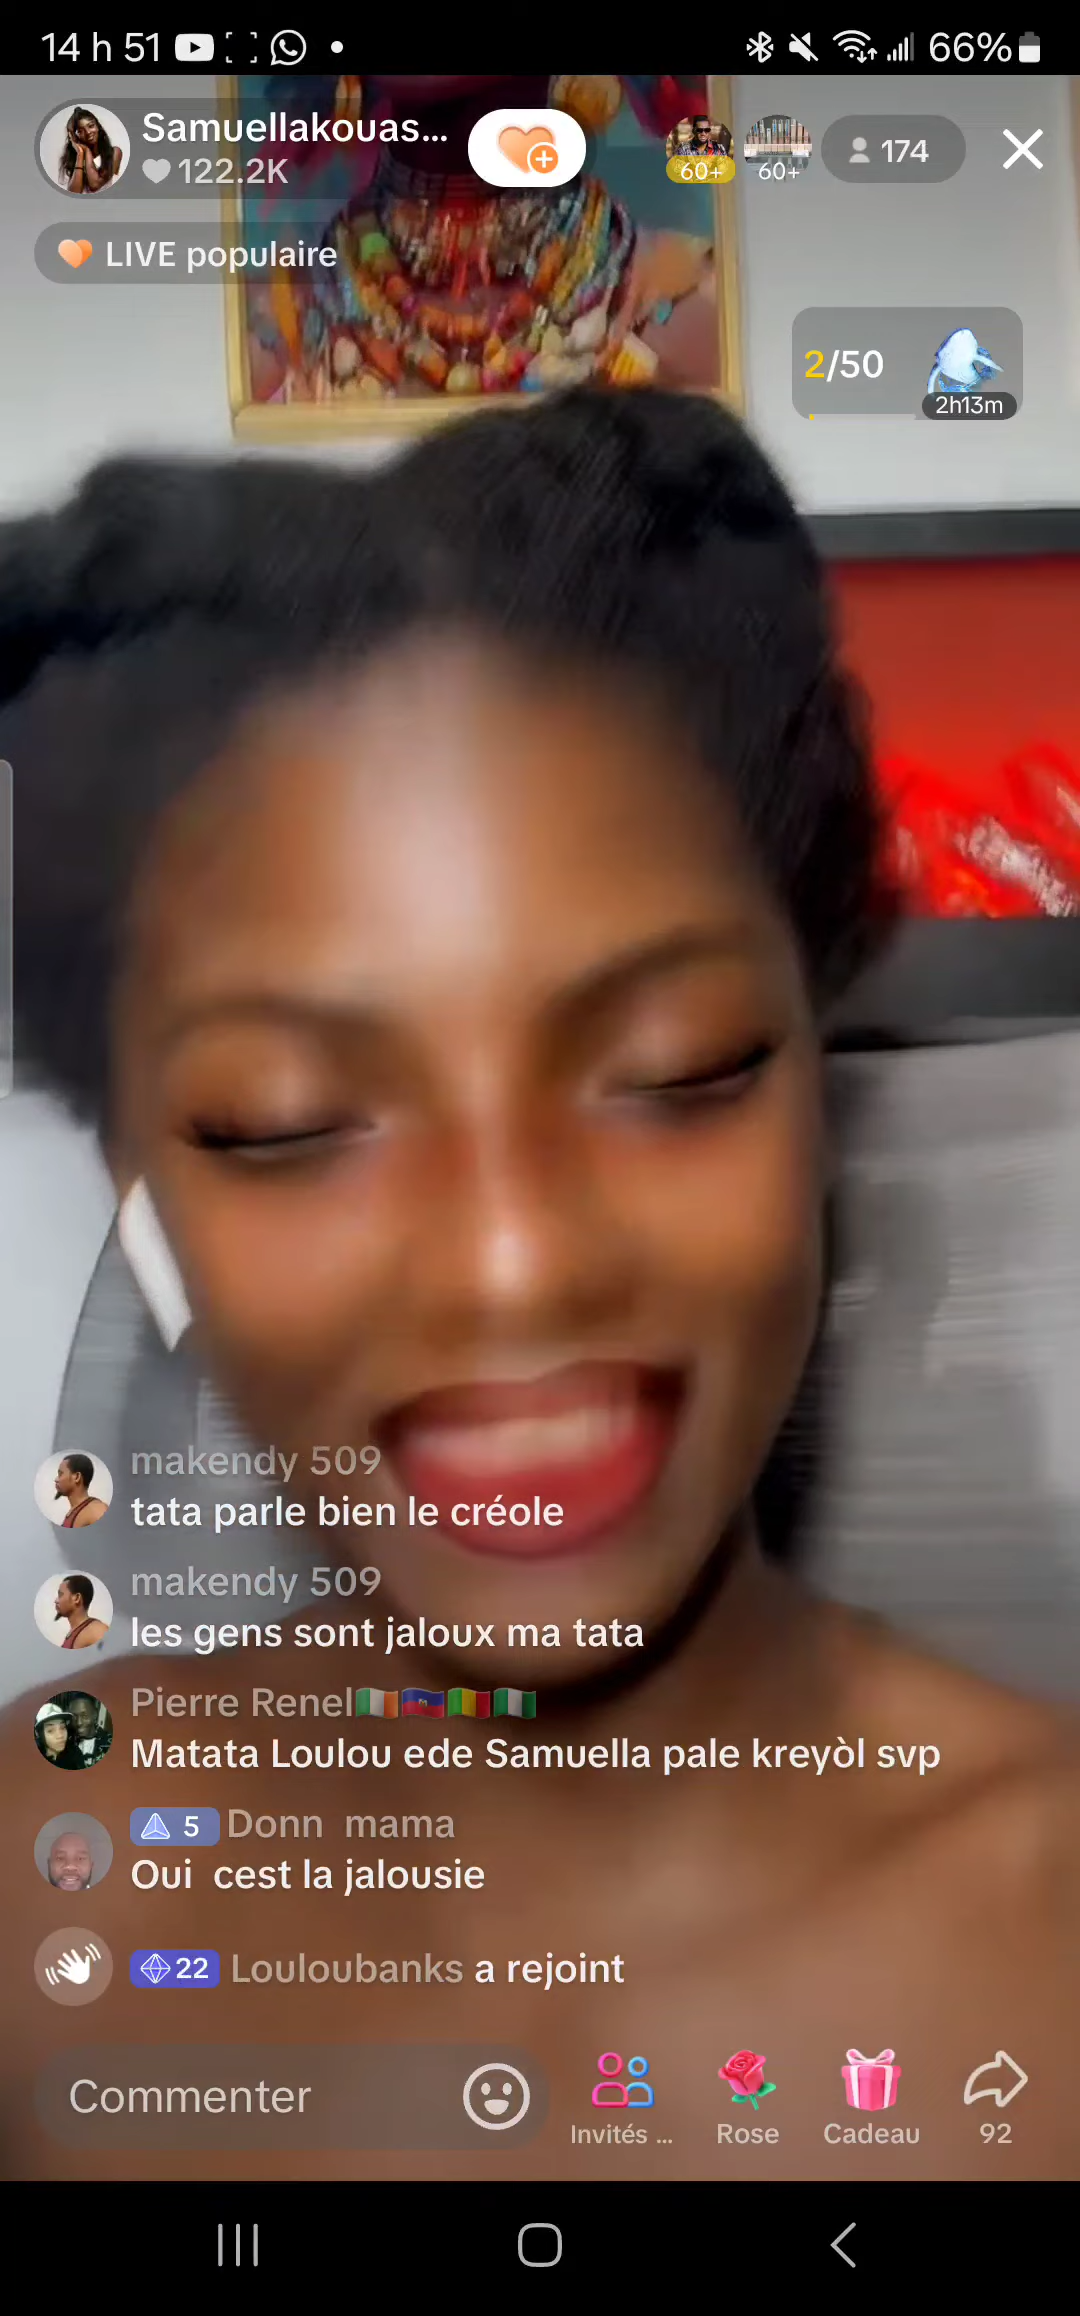 14 h 51
66%
Samuellakouas...
122.2K
60+
60+
174
LIVE populaire
2/50
2h13m
makendy 509
tata parle bien le créole
makendy 509
les gens sont jaloux ma tata
Pierre Renel🇮🇪🇭🇹🇲🇱🇳🇬
Matata Loulou ede Samuella pale kreyòl svp
5 Donn mama
Oui cest la jalousie
22 Louloubanks a rejoint
Commenter
Invités ...
Rose
Cadeau
92